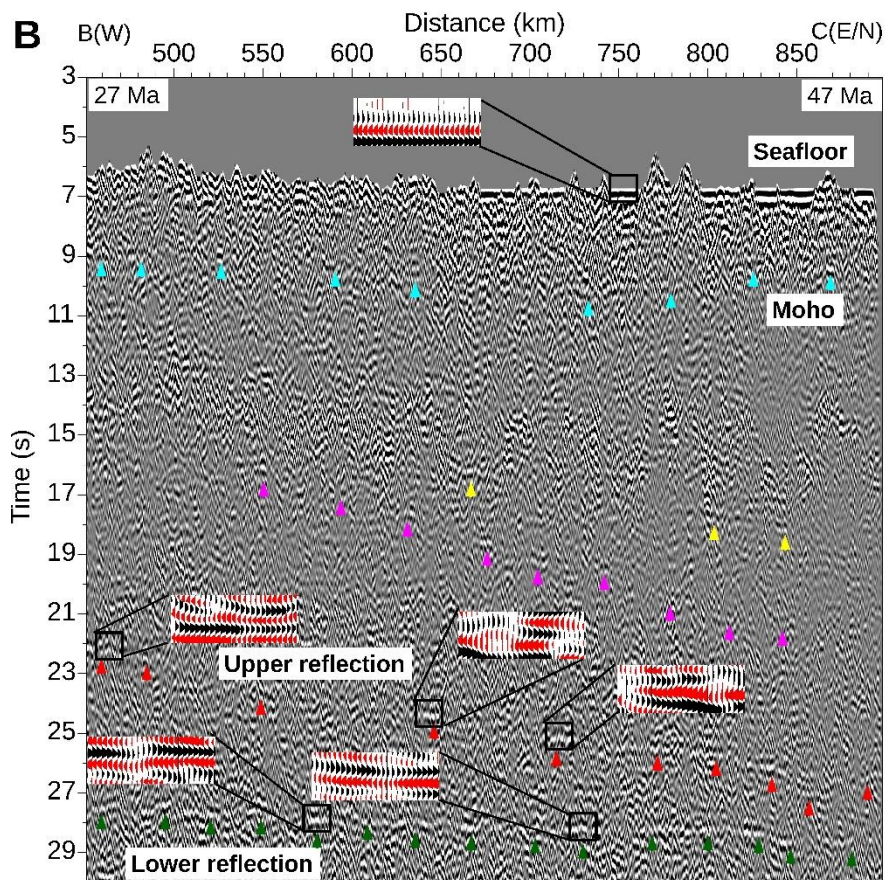 B
B(W)
Distance (km)
C(E/N)
500 550 600 650 700 750 800 850
27 Ma
47 Ma
Seafloor
Moho
Upper reflection
Lower reflection
Time (s)
3
5
7
9
11
13
15
17
19
21
23
25
27
29